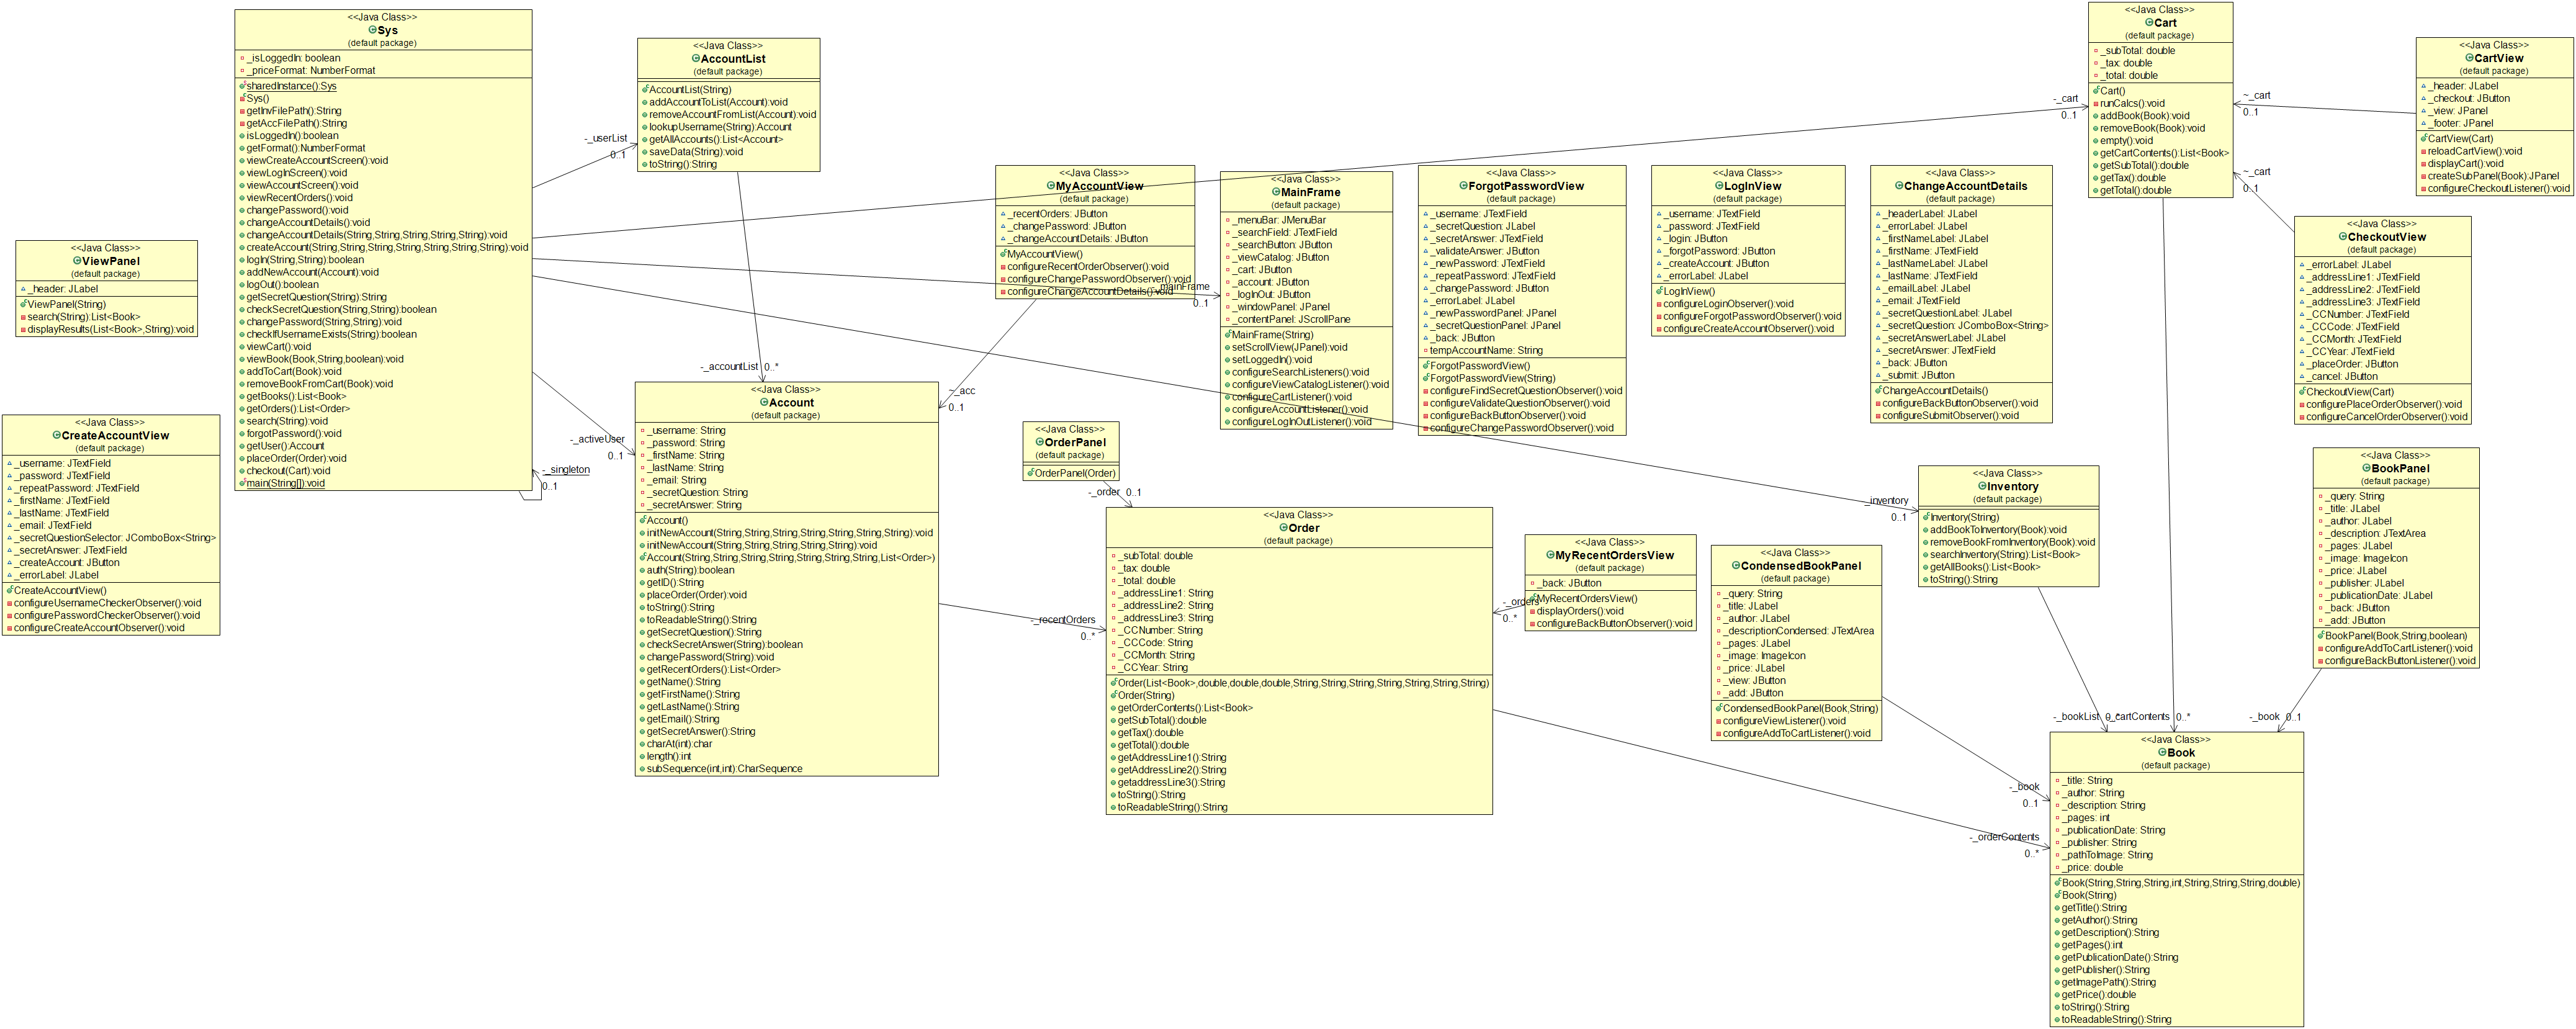 <<Java Class>>
Sys
(default package)
_isLoggedIn: boolean
_priceFormat: NumberFormat
sharedInstance():Sys
Sys()
getInvFilePath():String
getAccFilePath():String
isLoggedIn():boolean
getFormat():NumberFormat
viewCreateAccountScreen():void
viewLogInScreen():void
viewAccountScreen():void
viewRecentOrders():void
changePassword():void
changeAccountDetails():void
changeAccountDetails(String,String,String,String,String):void
createAccount(String,String,String,String,String,String,String):void
logIn(String,String):boolean
addNewAccount(Account):void
logOut():boolean
getSecretQuestion(String):String
checkSecretQuestion(String,String):boolean
changePassword(String,String):void
checkIfUsernameExists(String):boolean
viewCart():void
viewBook(Book,String,boolean):void
addToCart(Book):void
removeBookFromCart(Book):void
getBooks():List<Book>
getOrders():List<Order>
search(String):void
forgotPassword():void
getUser():Account
placeOrder(Order):void
checkout(Cart):void
main(String[]):void
<<Java Class>>
ViewPanel
(default package)
_header: JLabel
ViewPanel(String)
search(String):List<Book>
displayResults(List<Book>,String):void
<<Java Class>>
CreateAccountView
(default package)
_username: JTextField
_password: JTextField
_repeatPassword: JTextField
_firstName: JTextField
_lastName: JTextField
_email: JTextField
_secretQuestionSelector: JComboBox<String>
_secretAnswer: JTextField
_createAccount: JButton
_errorLabel: JLabel
CreateAccountView()
configureUsernameCheckerObserver():void
configurePasswordCheckerObserver():void
configureCreateAccountObserver():void
<<Java Class>>
AccountList
(default package)
AccountList(String)
addAccountToList(Account):void
removeAccountFromList(Account):void
lookupUsername(String):Account
getAllAccounts():List<Account>
saveData(String):void
toString():String
-_userList
0..1
-_accountList 0..*
-_activeUser
0..1
-_singleton
0..1
<<Java Class>>
Account
(default package)
_username: String
_password: String
_firstName: String
_lastName: String
_email: String
_secretQuestion: String
_secretAnswer: String
Account()
initNewAccount(String,String,String,String,String,String,String):void
initNewAccount(String,String,String,String,String):void
Account(String,String,String,String,String,String,String,List<Order>)
auth(String):boolean
getID():String
placeOrder(Order):void
toString():String
toReadableString():String
getSecretQuestion():String
checkSecretAnswer(String):boolean
changePassword(String):void
getRecentOrders():List<Order>
getName():String
getFirstName():String
getLastName():String
getEmail():String
getSecretAnswer():String
charAt(int):char
length():int
subSequence(int,int):CharSequence
<<Java Class>>
MyAccountView
(default package)
_recentOrders: JButton
_changePassword: JButton
_changeAccountDetails: JButton
MyAccountView()
configureRecentOrderObserver():void
configureChangePasswordObserver():void
configureChangeAccountDetails():void
~_acc
0..1
_mainFrame
0..1
<<Java Class>>
MainFrame
(default package)
_menuBar: JMenuBar
_searchField: JTextField
_searchButton: JButton
_viewCatalog: JButton
_cart: JButton
_account: JButton
_logInOut: JButton
_windowPanel: JPanel
_contentPanel: JScrollPane
MainFrame(String)
setScrollView(JPanel):void
setLoggedIn():void
configureSearchListeners():void
configureViewCatalogListener():void
configureCartListener():void
configureAccountListener():void
configureLogInOutListener():void
<<Java Class>>
ForgotPasswordView
(default package)
_username: JTextField
_secretQuestion: JLabel
_secretAnswer: JTextField
_validateAnswer: JButton
_newPassword: JTextField
_repeatPassword: JTextField
_changePassword: JButton
_errorLabel: JLabel
_newPasswordPanel: JPanel
_secretQuestionPanel: JPanel
_back: JButton
tempAccountName: String
ForgotPasswordView()
ForgotPasswordView(String)
configureFindSecretQuestionObserver():void
configureValidateQuestionObserver():void
configureBackButtonObserver():void
configureChangePasswordObserver():void
<<Java Class>>
LogInView
(default package)
_username: JTextField
_password: JTextField
_login: JButton
_forgotPassword: JButton
_createAccount: JButton
_errorLabel: JLabel
LogInView()
configureLoginObserver():void
configureForgotPasswordObserver():void
configureCreateAccountObserver():void
<<Java Class>>
ChangeAccountDetails
(default package)
_headerLabel: JLabel
_errorLabel: JLabel
_firstNameLabel: JLabel
_firstName: JTextField
_lastNameLabel: JLabel
_lastName: JTextField
_emailLabel: JLabel
_email: JTextField
_secretQuestionLabel: JLabel
_secretQuestion: JComboBox<String>
_secretAnswerLabel: JLabel
_secretAnswer: JTextField
_back: JButton
_submit: JButton
ChangeAccountDetails()
configureBackButtonObserver():void
configureSubmitObserver():void
<<Java Class>>
Cart
(default package)
_subTotal: double
_tax: double
_total: double
Cart()
runCalcs():void
addBook(Book):void
removeBook(Book):void
empty():void
getCartContents():List<Book>
getSubTotal():double
getTax():double
getTotal():double
-_cart
0..1
~_cart
0..1
~_cart
0..1
<<Java Class>>
CartView
(default package)
_header: JLabel
_checkout: JButton
_view: JPanel
_footer: JPanel
CartView(Cart)
reloadCartView():void
displayCart():void
createSubPanel(Book):JPanel
configureCheckoutListener():void
<<Java Class>>
CheckoutView
(default package)
_errorLabel: JLabel
_addressLine1: JTextField
_addressLine2: JTextField
_addressLine3: JTextField
_CCNumber: JTextField
_CCCode: JTextField
_CCMonth: JTextField
_CCYear: JTextField
_placeOrder: JButton
_cancel: JButton
CheckoutView(Cart)
configurePlaceOrderObserver():void
configureCancelOrderObserver():void
<<Java Class>>
OrderPanel
(default package)
OrderPanel(Order)
-_order 0..1
<<Java Class>>
Order
(default package)
_subTotal: double
_tax: double
_total: double
_addressLine1: String
_addressLine2: String
_addressLine3: String
_CCNumber: String
_CCCode: String
_CCMonth: String
_CCYear: String
Order(List<Book>,double,double,double,String,String,String,String,String,String,String)
Order(String)
getOrderContents():List<Book>
getSubTotal():double
getTax():double
getTotal():double
getAddressLine1():String
getAddressLine2():String
getaddressLine3():String
toString():String
toReadableString():String
-_recentOrders
0..*
-_orders
0..*
<<Java Class>>
MyRecentOrdersView
(default package)
_back: JButton
MyRecentOrdersView()
displayOrders():void
configureBackButtonObserver():void
<<Java Class>>
CondensedBookPanel
(default package)
_query: String
_title: JLabel
_author: JLabel
_descriptionCondensed: JTextArea
_pages: JLabel
_image: ImageIcon
_price: JLabel
_view: JButton
_add: JButton
CondensedBookPanel(Book,String)
configureViewListener():void
configureAddToCartListener():void
_inventory
0..1
<<Java Class>>
Inventory
(default package)
Inventory(String)
addBookToInventory(Book):void
removeBookFromInventory(Book):void
searchInventory(String):List<Book>
getAllBooks():List<Book>
toString():String
<<Java Class>>
BookPanel
(default package)
_query: String
_title: JLabel
_author: JLabel
_description: JTextArea
_pages: JLabel
_image: ImageIcon
_price: JLabel
_publisher: JLabel
_publicationDate: JLabel
_back: JButton
_add: JButton
BookPanel(Book,String,boolean)
configureAddToCartListener():void
configureBackButtonListener():void
-_bookList
_cartContents 0..*
-_book 0..1
-_book
0..1
-_orderContents
0..*
<<Java Class>>
Book
(default package)
_title: String
_author: String
_description: String
_pages: int
_publicationDate: String
_publisher: String
_pathToImage: String
_price: double
Book(String,String,String,int,String,String,String,double)
Book(String)
getTitle():String
getAuthor():String
getDescription():String
getPages():int
getPublicationDate():String
getPublisher():String
getImagePath():String
getPrice():double
toString():String
toReadableString():String